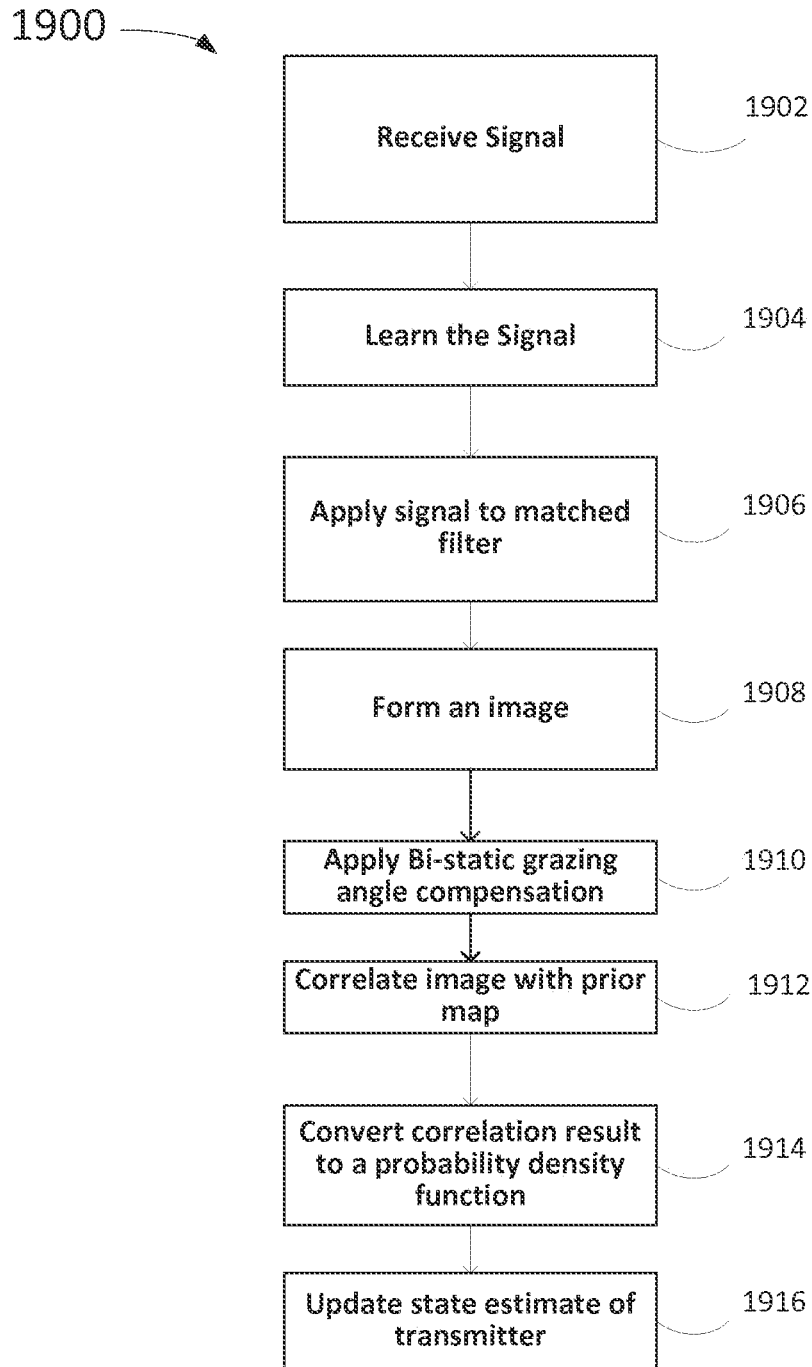 1900
Receive Signal
1902
Learn the Signal
1904
Apply signal to matched
filter
1906
Form an image
1908
Apply Bi-static grazing
angle compensation
1910
Correlate image with prior
map
1912
Convert correlation result
to a probability density
function
1914
Update state estimate of
transmitter
1916